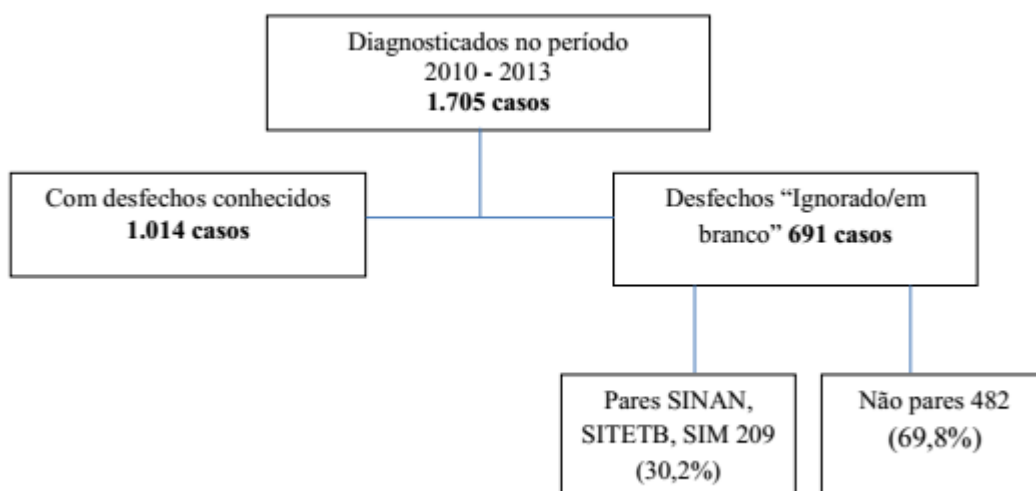 Diagnosticados no período
2010 - 2013
1.705 casos
Com desfechos conhecidos
1.014 casos
Desfechos “Ignorado/em
branco” 691 casos
Pares SINAN,
SITETB, SIM 209
(30,2%)
Não pares 482
(69,8%)